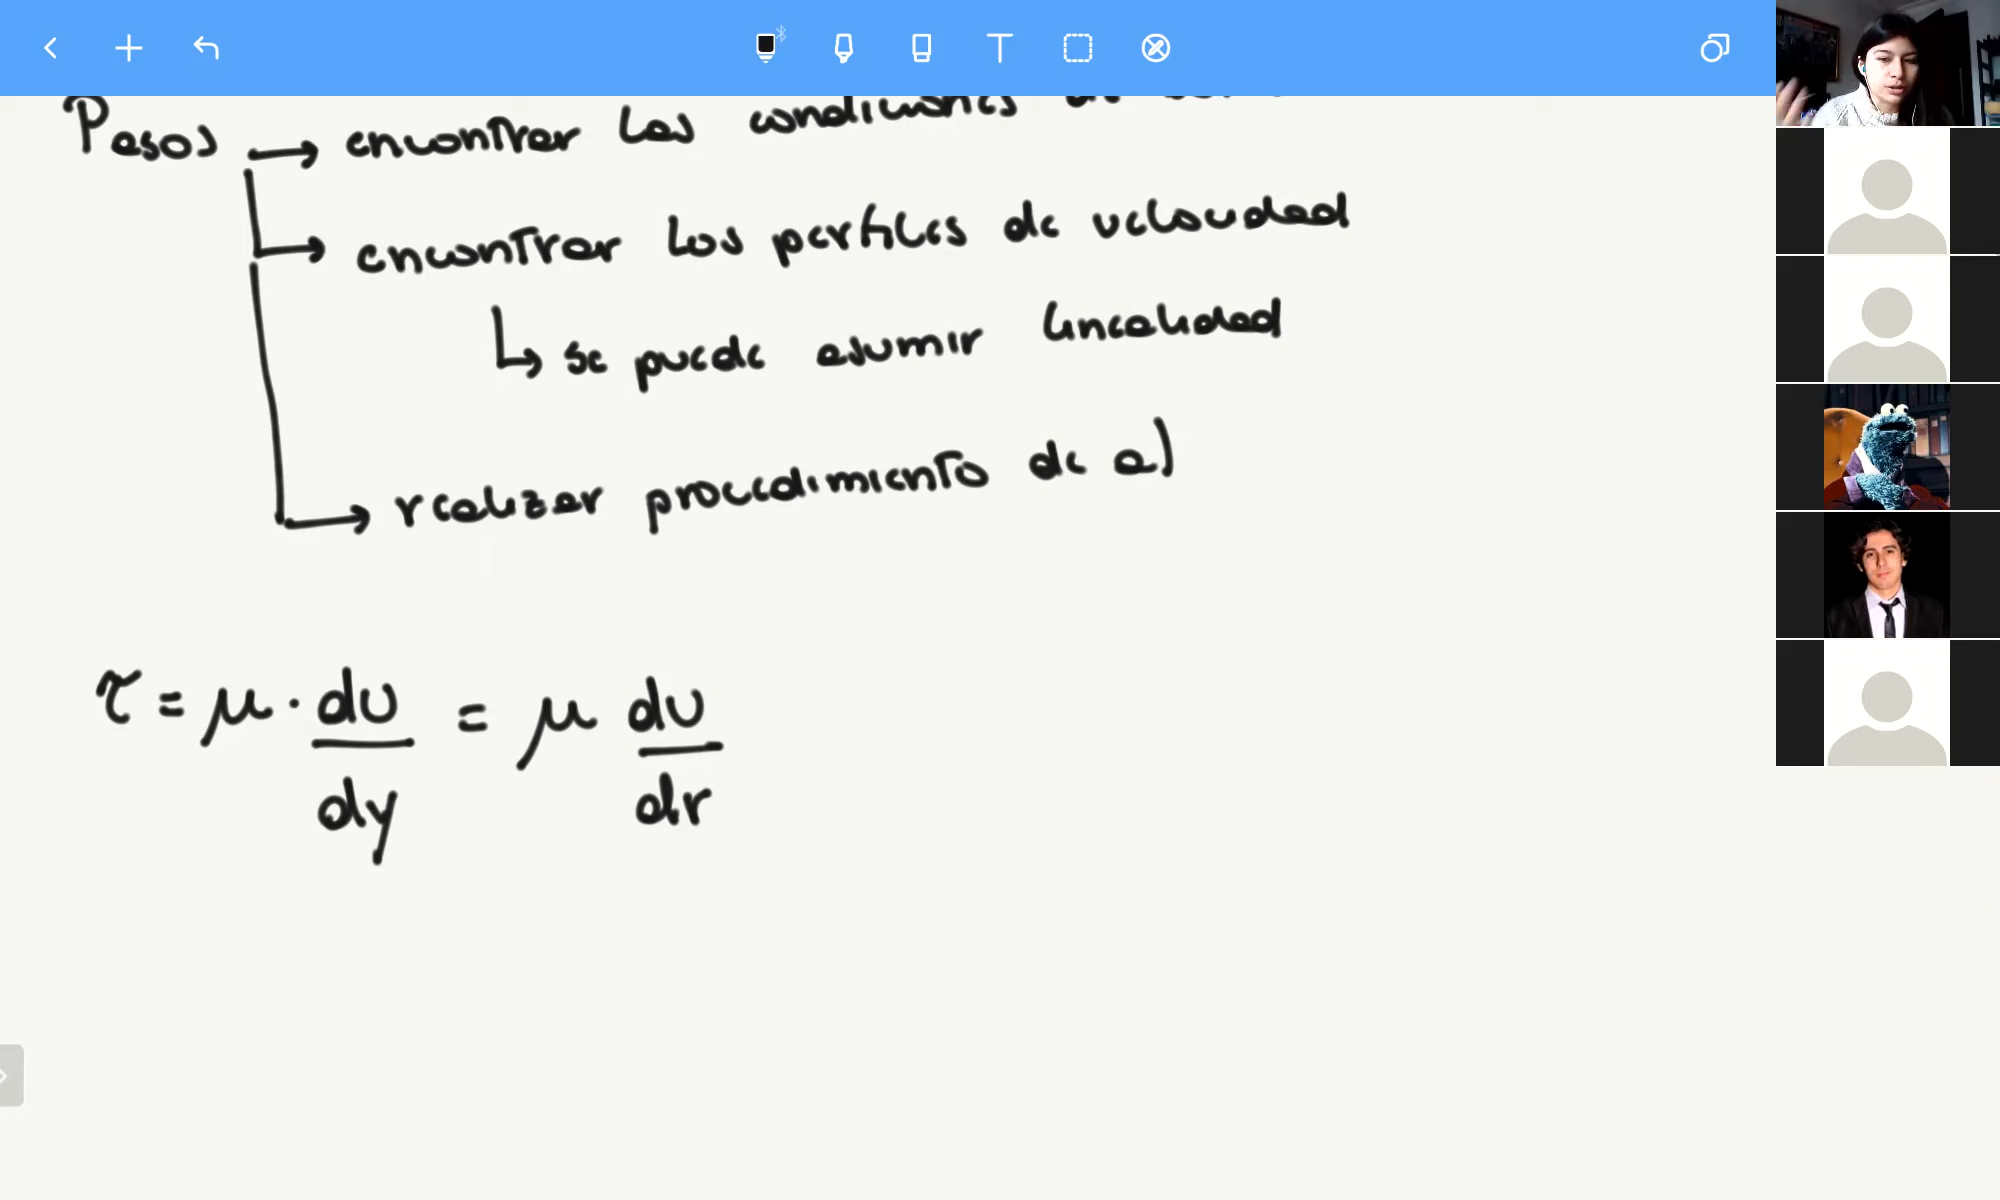 Pasos → encontrar las condiciones de
→ encontrar los perfiles de velocidad
↳ se puede asumir linealidad
→ realizar procedimiento de a)
τ = μ · du/dy = μ du/dr